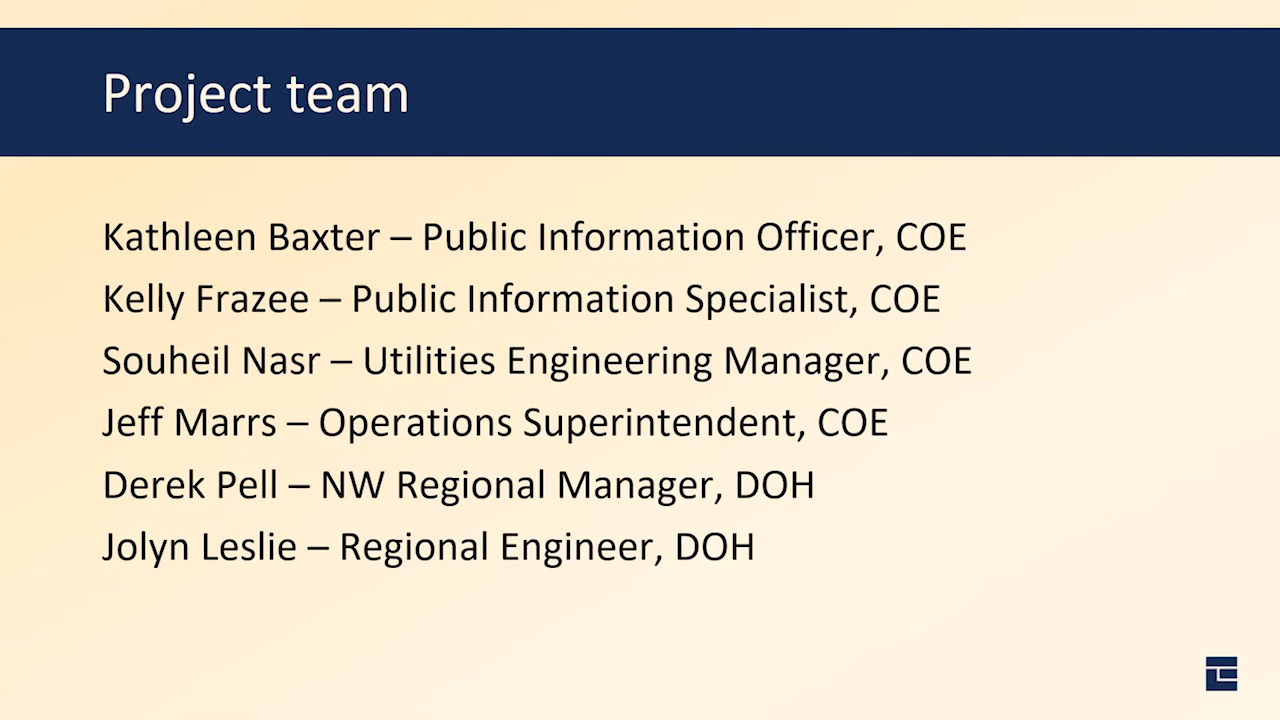 Project team
Kathleen Baxter – Public Information Officer, COE
Kelly Frazee – Public Information Specialist, COE
Souheil Nasr – Utilities Engineering Manager, COE
Jeff Marrs – Operations Superintendent, COE
Derek Pell – NW Regional Manager, DOH
Jolyn Leslie – Regional Engineer, DOH